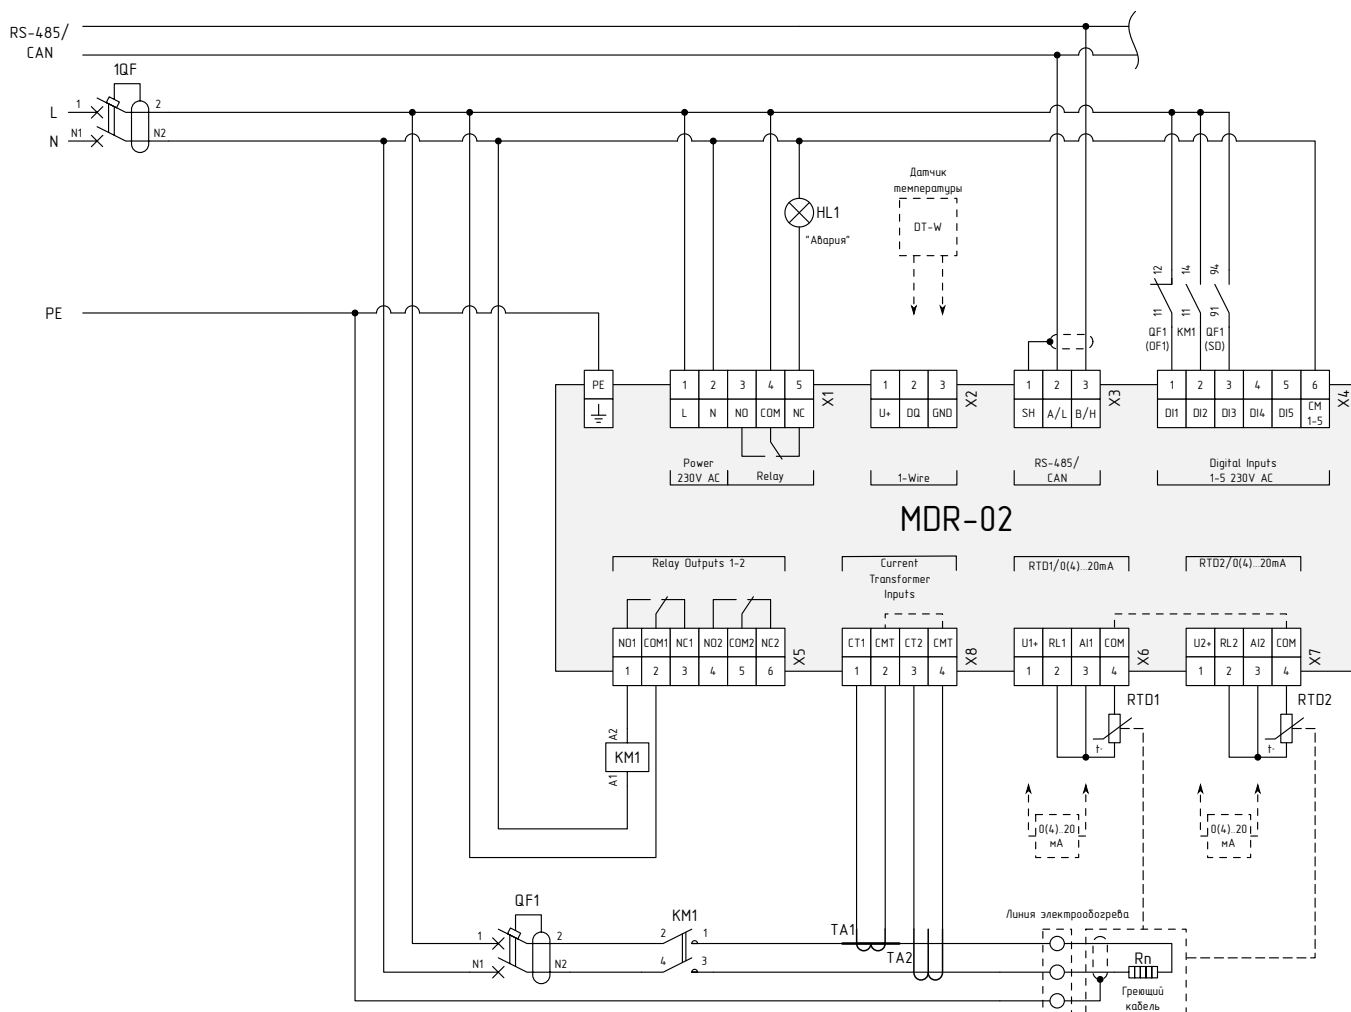 RS-485/
CAN
1QF
L 1 2
N N1 N2
Датчик
температуры
DT-W
HL1
"Авария"
12 14 94
11 11 91
QF1 KM1 QF1
(OF1) (SD)
PE
PE 1 2 3 4 5 X1 1 2 3 X2 1 2 3 X3 1 2 3 4 5 6 X4
L N NO COM NC U+ DQ GND SH A/L B/H DI1 DI2 DI3 DI4 DI5 CM
1-5
Power
230V AC
Relay
1-Wire
RS-485/
CAN
Digital Inputs
1-5 230V AC
MDR-02
Relay Outputs 1-2
Current
Transformer
Inputs
RTD1/0(4)...20mA
RTD2/0(4)...20mA
NO1 COM1 NC1 NO2 COM2 NC2 X5 CT1 CMT CT2 CMT X8 U1+ RL1 AI1 COM X6 U2+ RL2 AI2 COM X7
1 2 3 4 5 6 1 2 3 4 1 2 3 4 1 2 3 4
RTD1 RTD2
t° t°
A2
KM1
A1
0(4)...20
мА
0(4)...20
мА
QF1
1 2
N1 N2
KM1
2 1
4 3
TA1
TA2
Линия электрообогрева
Rn
Греющий
кабель